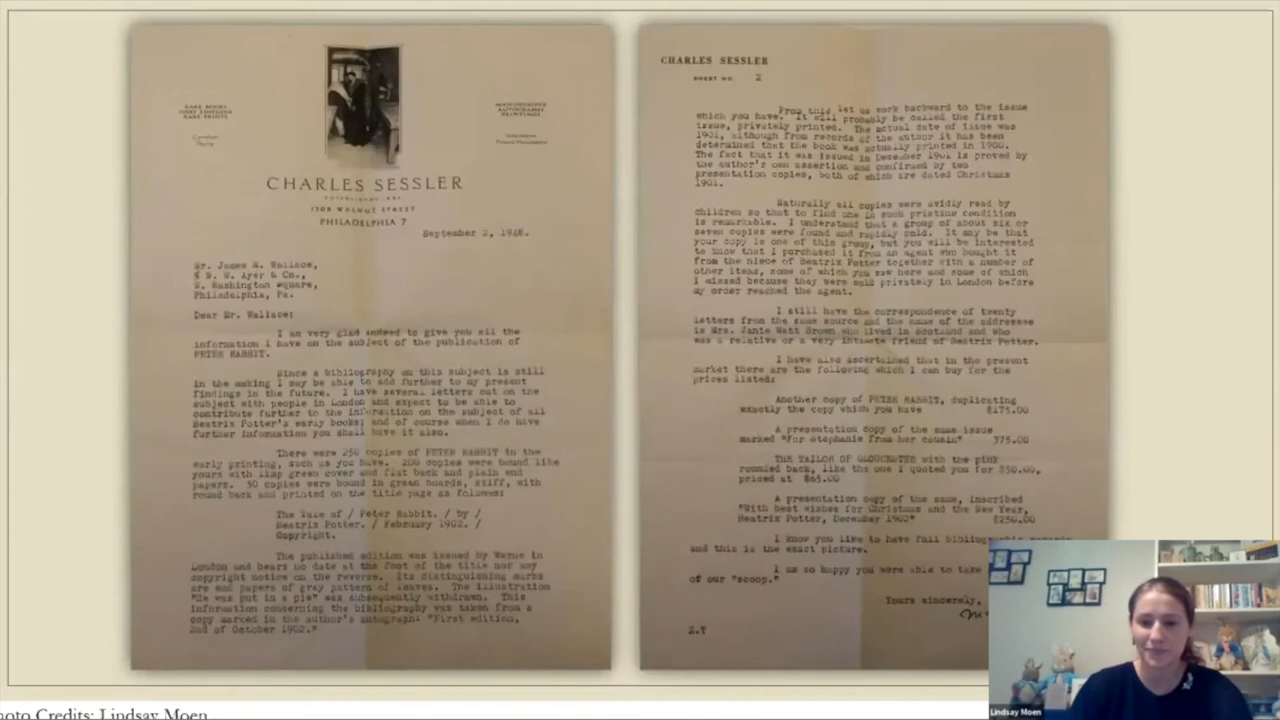 RARE BOOKS
FIRST EDITIONS
RARE PRINTS
MANUSCRIPTS
AUTOGRAPHS
PAINTINGS
CHARLES SESSLER
1308 WALNUT STREET
PHILADELPHIA 7
September 2, 1948.
Mr. James M. Wallace,
N. W. Ayer & Co.,
W. Washington Square,
Philadelphia, Pa.
Dear Mr. Wallace:
I am very glad indeed to give you all the
information I have on the subject of the publication of
PETER RABBIT.
Since a bibliography on this subject is still
in the making I may be able to add further to my present
findings in the future. I have several letters out on the
subject with people in London and expect to be able to
contribute further to the information on the subject of all
Beatrix Potter's early books; and of course when I do have
further information you shall have it also.
There were 250 copies of PETER RABBIT in the
early printing, such as you have. 200 copies were bound like
yours with limp green cover and flat back and plain end
papers. 50 copies were bound in green boards, stiff, with
round back and printed on the title page as follows:
The Tale of / Peter Rabbit. / by /
Beatrix Potter. / February 1902. /
Copyright.
The published edition was issued by Warne in
London and bears no date at the foot of the title nor any
copyright notice on the reverse. Its distinguishing marks
are end papers of gray pattern of leaves. The illustration
"He was put in a pie" was subsequently withdrawn. This
information concerning the bibliography was taken from a
copy marked in the author's autograph: "First edition,
2nd of October 1902."
CHARLES SESSLER
SHEET NO. 2
From this let us work backward to the issue
which you have. It will probably be called the first
issue, privately printed. The actual date of issue was
1901, although from records of the author it has been
determined that the book was actually printed in 1900.
The fact that it was issued in December 1901 is proved by
the author's own assertion and confirmed by two
presentation copies, both of which are dated Christmas
1901.
Naturally all copies were avidly read by
children so that to find one in such pristine condition
is remarkable. I understand that a group of about six or
seven copies were found and rapidly sold. It may be that
your copy is one of this group, but you will be interested
to know that I purchased it from an agent who bought it
from the niece of Beatrix Potter together with a number of
other items, some of which you saw here and some of which
I missed because they were sold privately in London before
my order reached the agent.
I still have the correspondence of twenty
letters from the same source and the name of the addressee
is Mrs. Janie Watt Brown who lived in Scotland and who
was a relative or a very intimate friend of Beatrix Potter.
I have also ascertained that in the present
market there are the following which I can buy for the
prices listed:
Another copy of PETER RABBIT, duplicating
exactly the copy which you have $175.00
A presentation copy of the same issue
marked "For Stephanie from her cousin" 375.00
THE TAILOR OF GLOUCESTER with the pink
rounded back, like the one I quoted you for $50.00,
priced at $65.00
A presentation copy of the same, inscribed
"With best wishes for Christmas and the New Year,
Beatrix Potter, December 1902" $250.00
I know you like to have full
and this is the exact picture.
I am so happy you were able to take
of our "scoop."
Yours sincerely,
Photo Credits: Lindsay Moen
Lindsay Moen